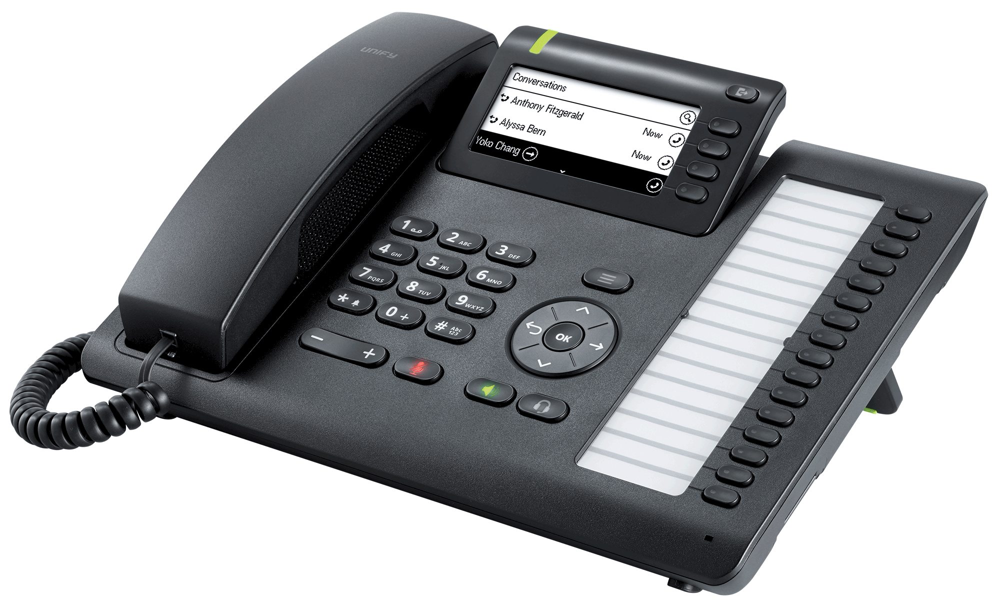 UNIFY
Conversations
Anthony Fitzgerald
Now
Alyssa Bern
Now
Yoko Chang
1
2 ABC
3 DEF
4 GHI
5 JKL
6 MNO
7 PQRS
8 TUV
9 WXYZ
*
0 +
# Abc 123
OK
- +